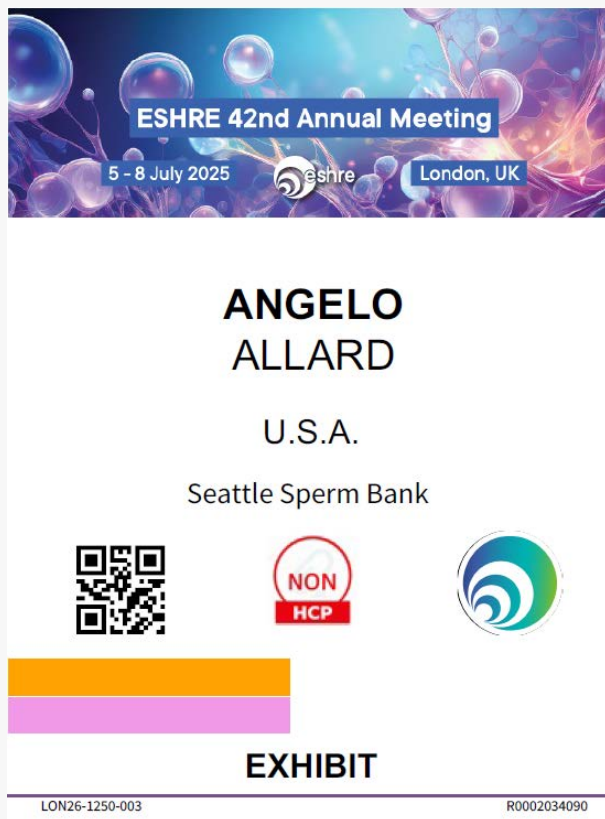 ESHRE 42nd Annual Meeting
5 - 8 July 2025
eshre
London, UK
ANGELO
ALLARD
U.S.A.
Seattle Sperm Bank
NON
HCP
EXHIBIT
LON26-1250-003
R0002034090